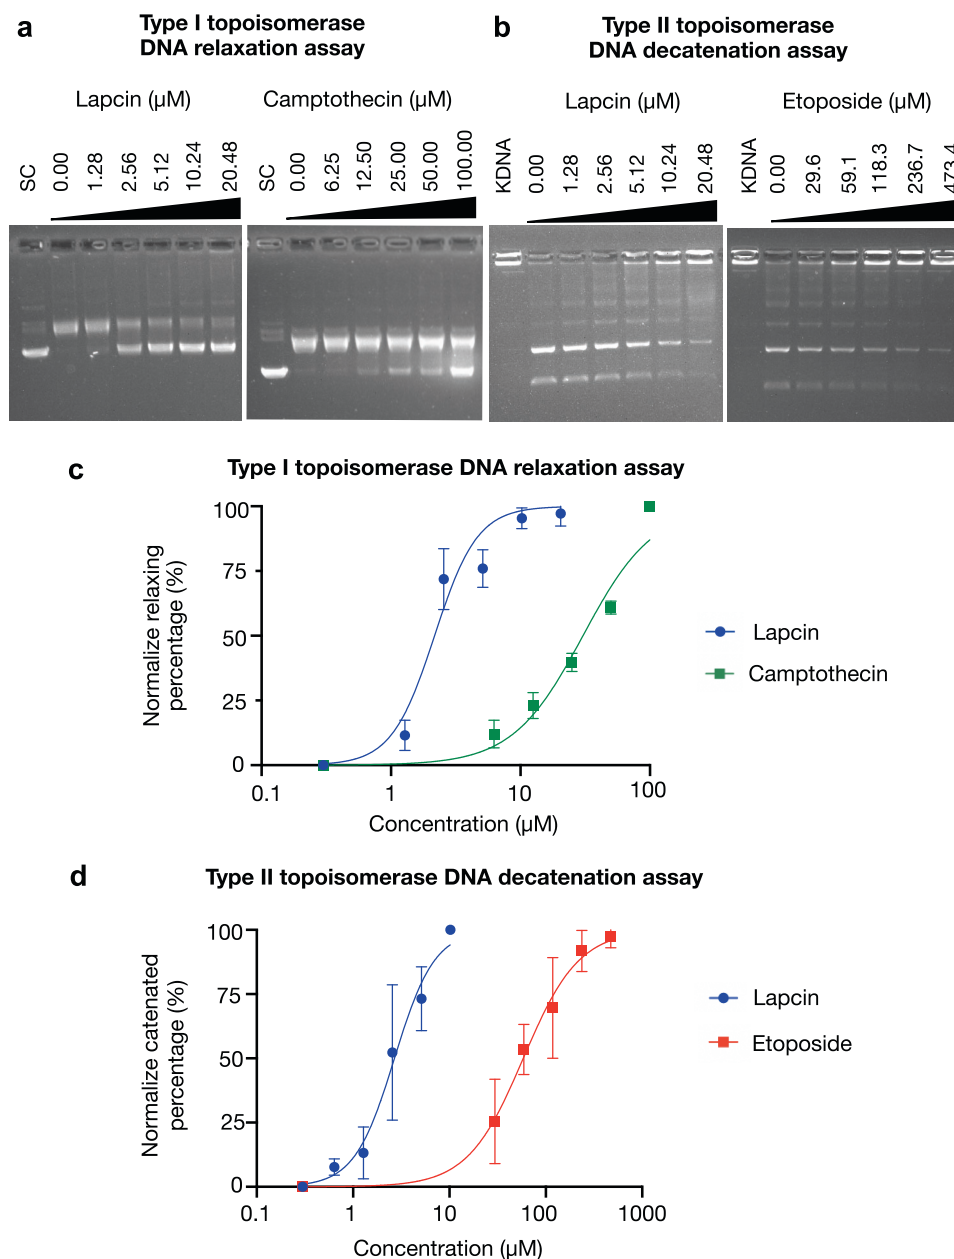 a
Type I topoisomerase
DNA relaxation assay
Lapcin (µM)
Camptothecin (µM)
SC
0.00
1.28
2.56
5.12
10.24
20.48
SC
0.00
6.25
12.50
25.00
50.00
100.00
b
Type II topoisomerase
DNA decatenation assay
Lapcin (µM)
Etoposide (µM)
KDNA
0.00
1.28
2.56
5.12
10.24
20.48
KDNA
0.00
29.6
59.1
118.3
236.7
473.4
c
Type I topoisomerase DNA relaxation assay
Normalize relaxing
percentage (%)
100
75
50
25
0
0.1
1
10
100
Concentration (µM)
Lapcin
Camptothecin
d
Type II topoisomerase DNA decatenation assay
Normalize catenated
percentage (%)
100
75
50
25
0
0.1
1
10
100
1000
Concentration (µM)
Lapcin
Etoposide